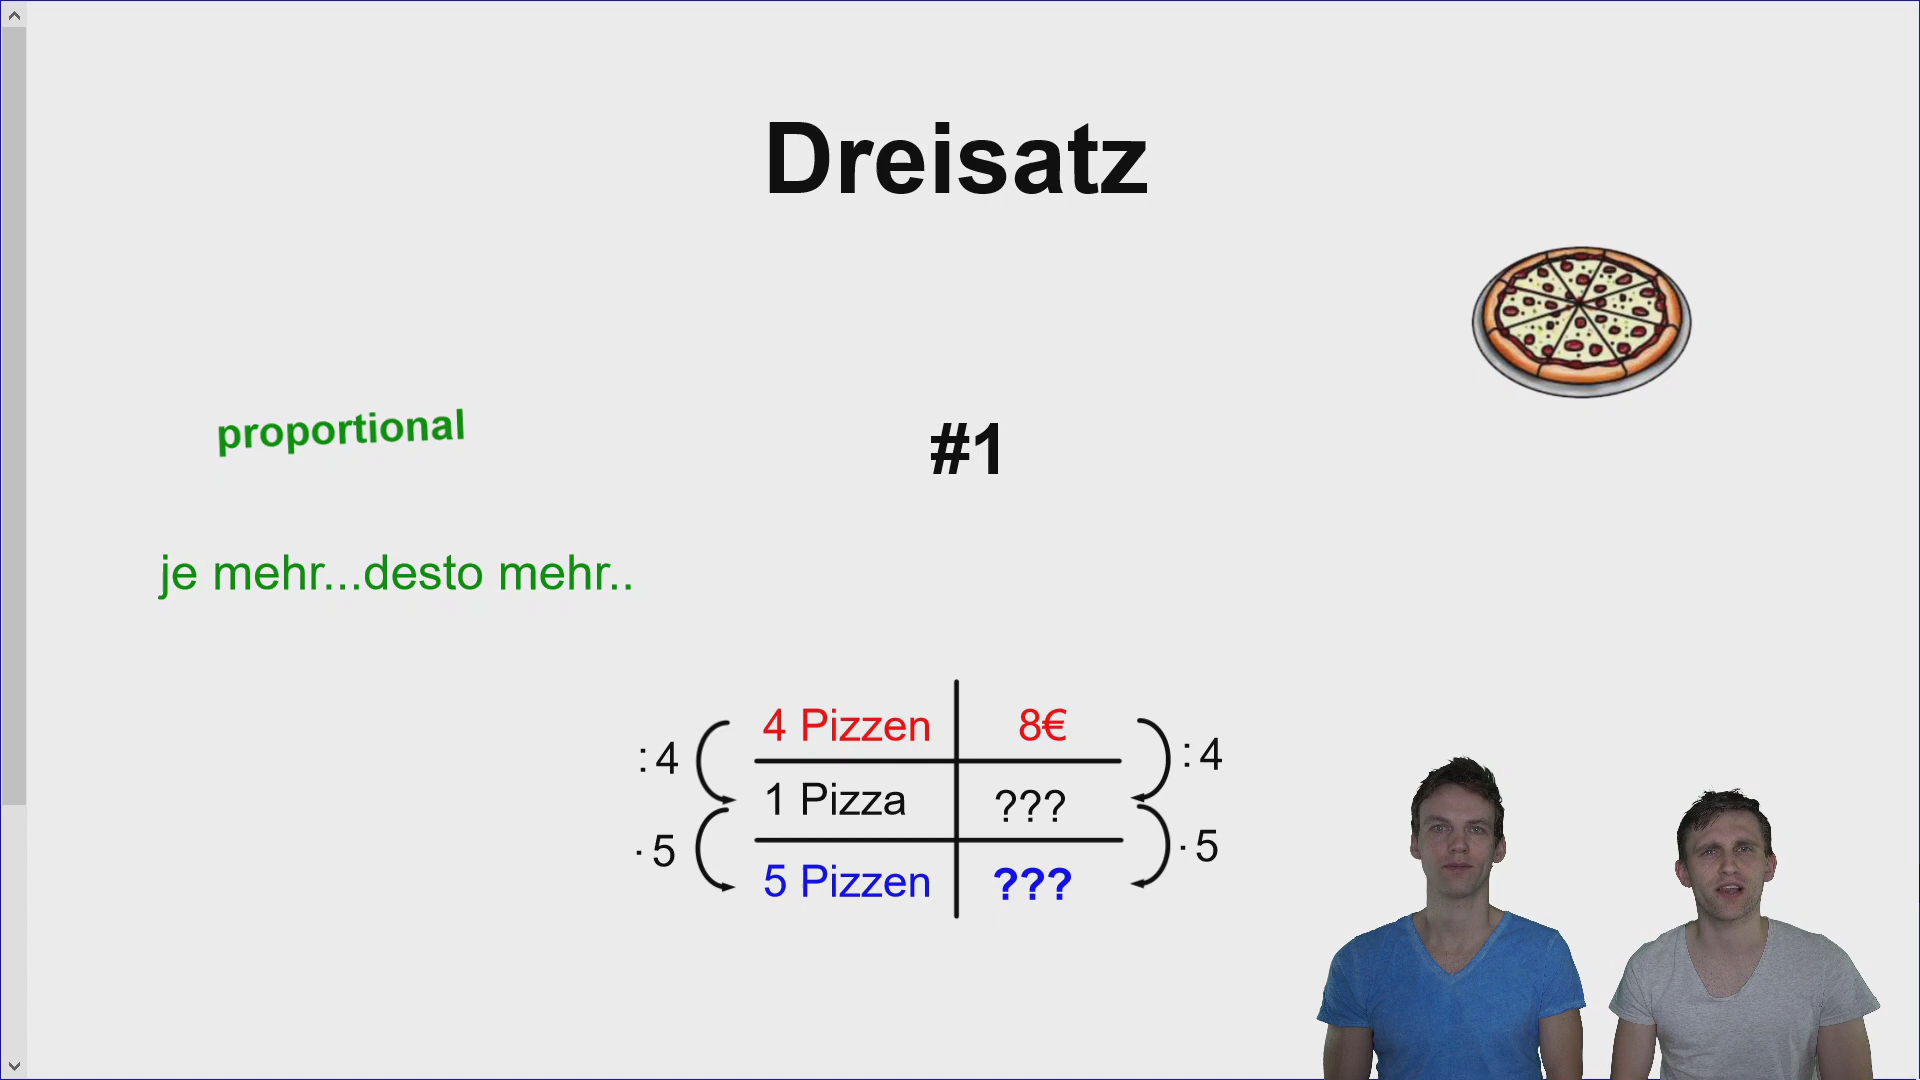 Dreisatz
proportional
#1
je mehr...desto mehr..
:4 4 Pizzen 8€ :4
1 Pizza ???
·5 5 Pizzen ??? ·5